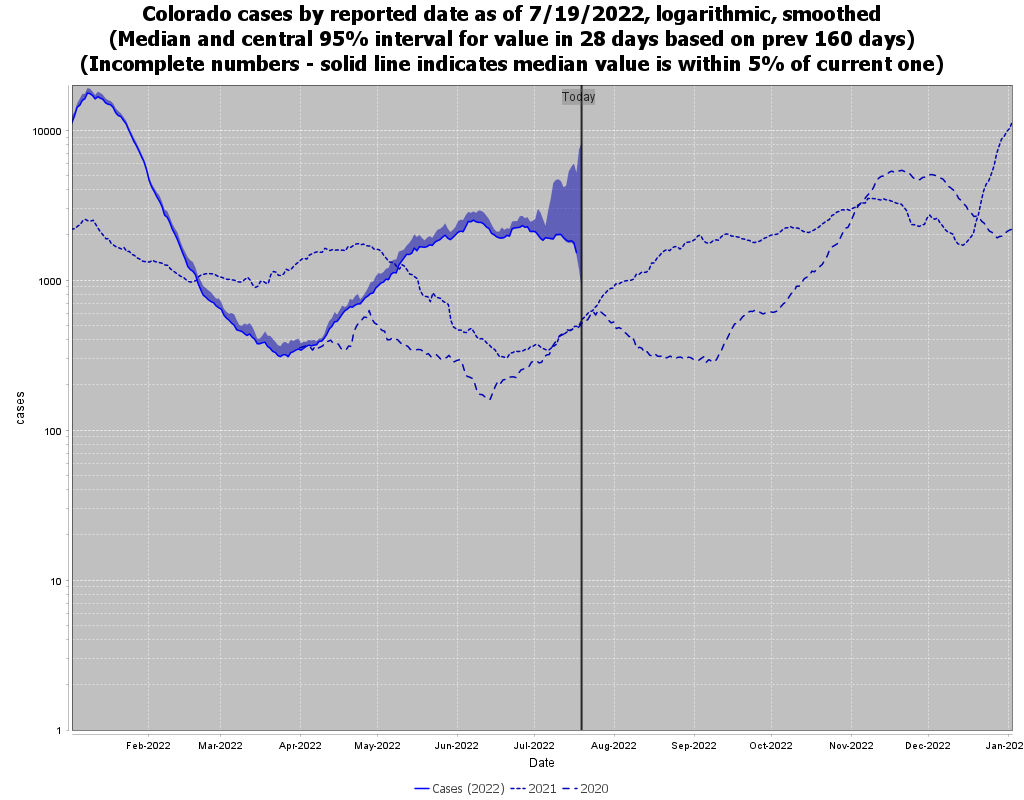 Colorado cases by reported date as of 7/19/2022, logarithmic, smoothed
(Median and central 95% interval for value in 28 days based on prev 160 days)
(Incomplete numbers - solid line indicates median value is within 5% of current one)
Today
10000
1000
100
10
1
cases
Feb-2022 Mar-2022 Apr-2022 May-2022 Jun-2022 Jul-2022 Aug-2022 Sep-2022 Oct-2022 Nov-2022 Dec-2022 Jan-202
Date
Cases (2022) 2021 2020